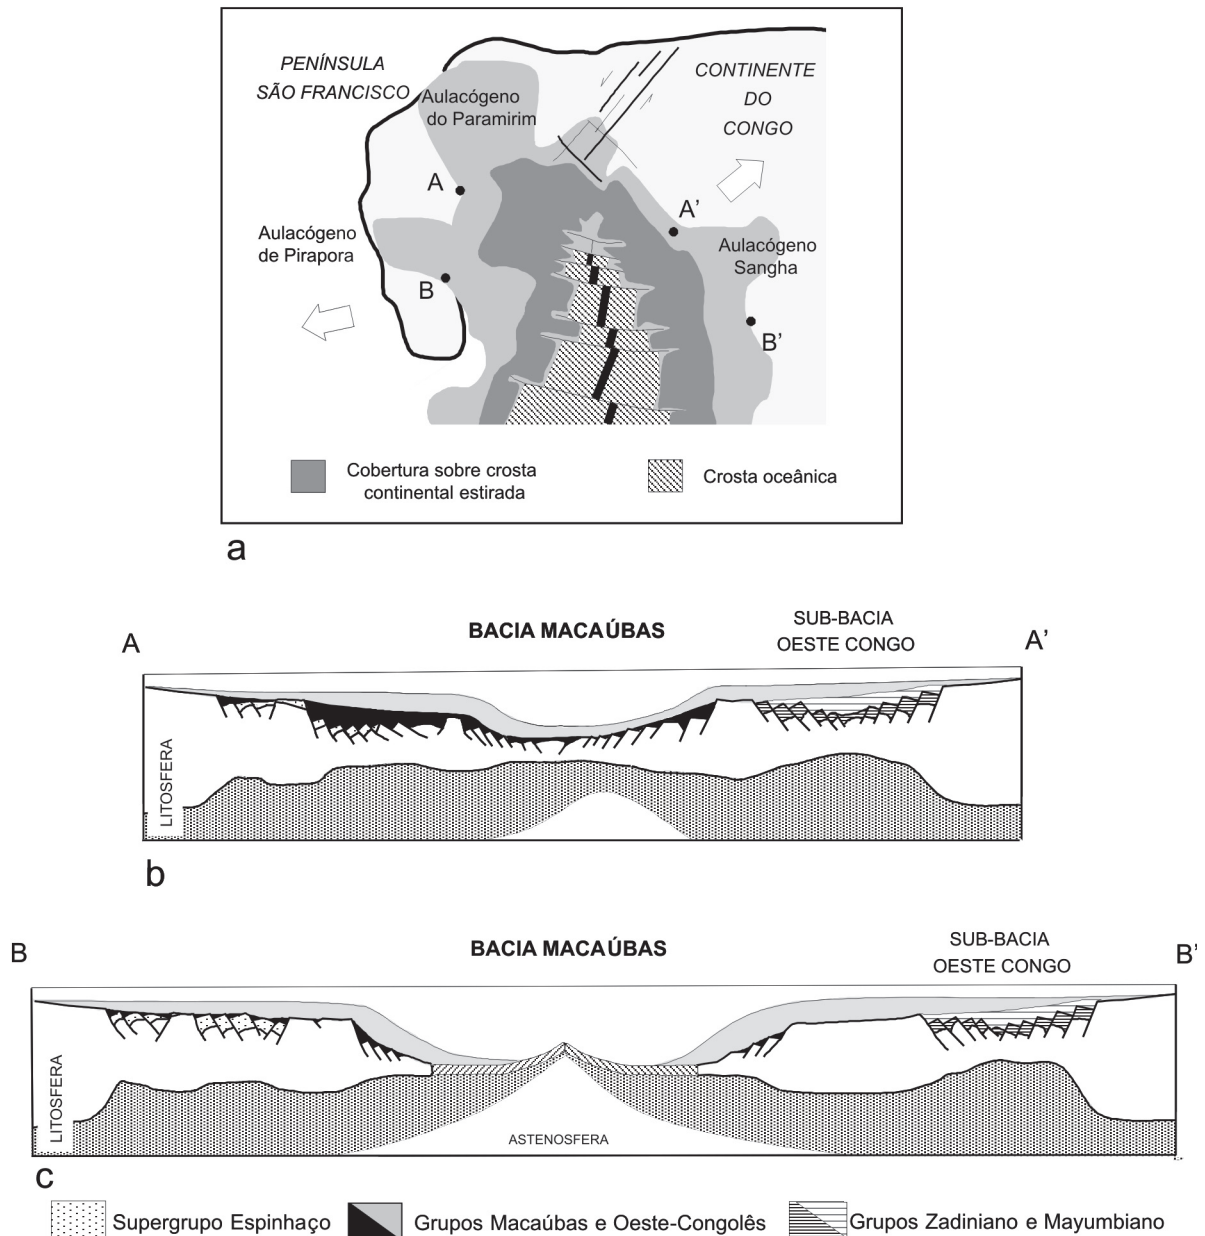 PENÍNSULA
SÃO FRANCISCO
Aulacógeno
do Paramirim
CONTINENTE
DO
CONGO
A
A’
Aulacógeno
de Pirapora
Aulacógeno
Sangha
B
B’
Cobertura sobre crosta
continental estirada
Crosta oceânica
a
A
BACIA MACAÚBAS
SUB-BACIA
OESTE CONGO
A’
LITOSFERA
b
B
BACIA MACAÚBAS
SUB-BACIA
OESTE CONGO
B’
LITOSFERA
ASTENOSFERA
c
Supergrupo Espinhaço
Grupos Macaúbas e Oeste-Congolês
Grupos Zadiniano e Mayumbiano